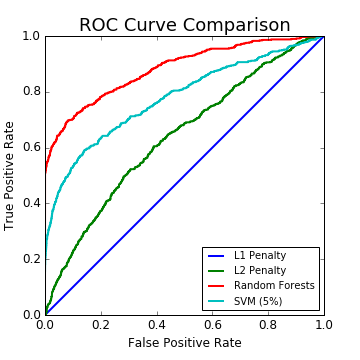 ROC Curve Comparison
True Positive Rate
1.0
0.8
0.6
0.4
0.2
0.0
0.0 0.2 0.4 0.6 0.8 1.0
False Positive Rate
L1 Penalty
L2 Penalty
Random Forests
SVM (5%)